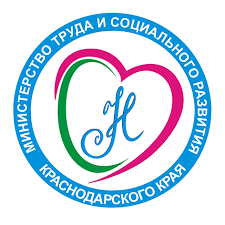 МИНИСТЕРСТВО ТРУДА И СОЦИАЛЬНОГО РАЗВИТИЯ
КРАСНОДАРСКОГО КРАЯ
Н